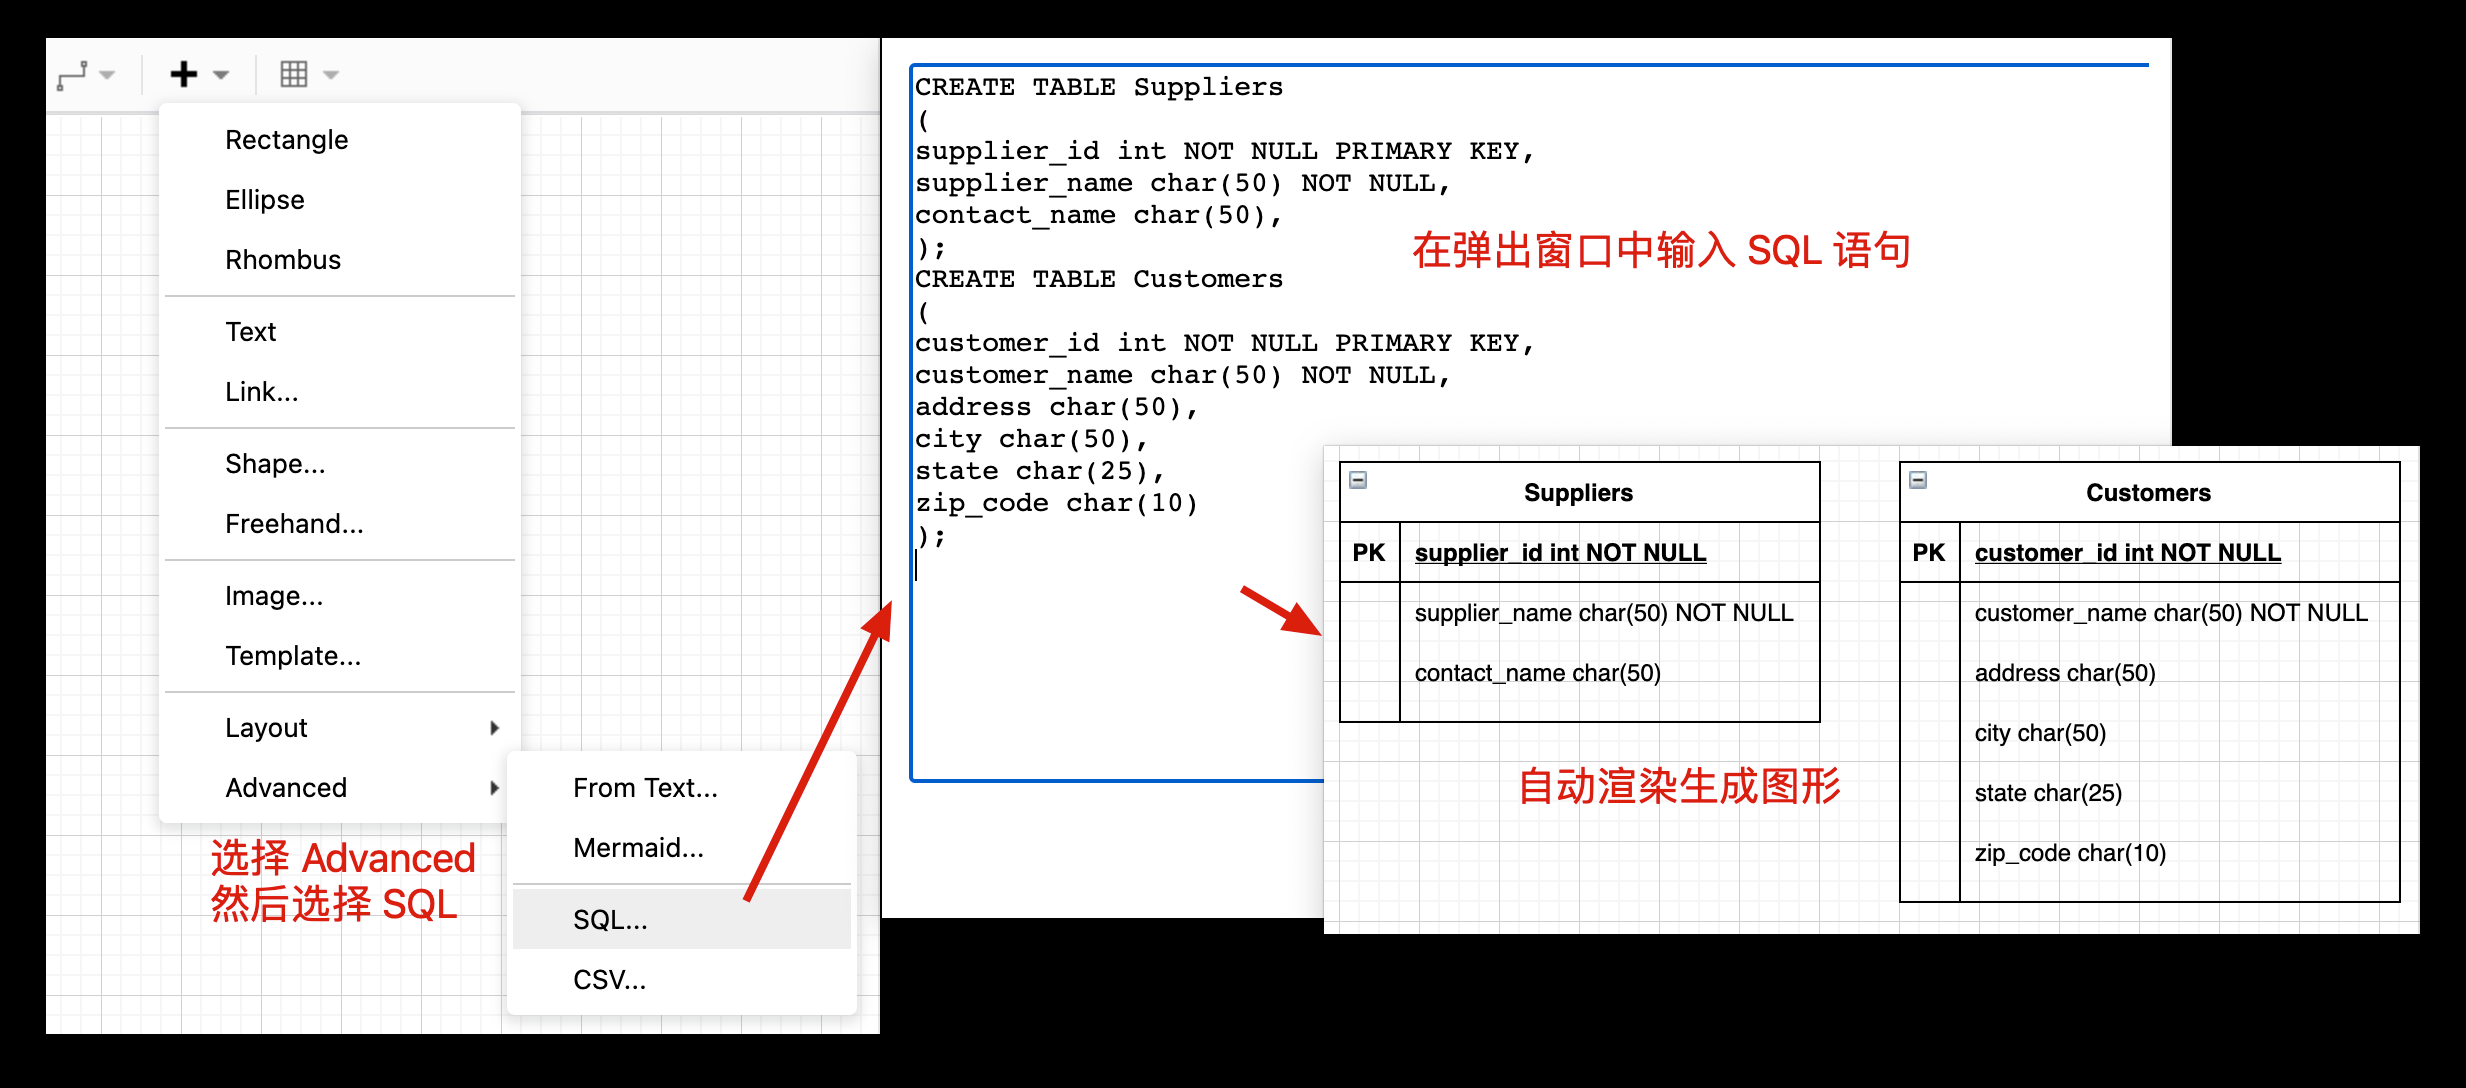 Rectangle
Ellipse
Rhombus
Text
Link...
Shape...
Freehand...
Image...
Template...
Layout
Advanced
From Text...
Mermaid...
SQL...
CSV...
选择 Advanced
然后选择 SQL
CREATE TABLE Suppliers
(
supplier_id int NOT NULL PRIMARY KEY,
supplier_name char(50) NOT NULL,
contact_name char(50),
);
CREATE TABLE Customers
(
customer_id int NOT NULL PRIMARY KEY,
customer_name char(50) NOT NULL,
address char(50),
city char(50),
state char(25),
zip_code char(10)
);
在弹出窗口中输入 SQL 语句
Suppliers
PK supplier_id int NOT NULL
supplier_name char(50) NOT NULL
contact_name char(50)
Customers
PK customer_id int NOT NULL
customer_name char(50) NOT NULL
address char(50)
city char(50)
state char(25)
zip_code char(10)
自动渲染生成图形